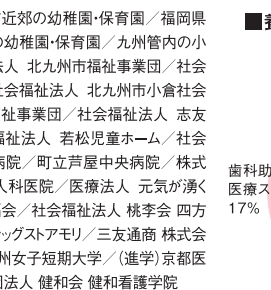 近郊の幼稚園・保育園／福岡県
の幼稚園・保育園／九州管内の小
法人 北九州市福祉事業団／社会
社会福祉法人 北九州市小倉社会
祉事業団／社会福祉法人 志友
福祉法人 若松児童ホーム／社会
病院／町立芦屋中央病院／株式
人科医院／医療法人 元気が湧く
会／社会福祉法人 桃李会 四方
ッグストアモリ／三友通商 株式会
州女子短期大学／(進学)京都医
団法人 健和会 健和看護学院
歯科助
医療ス
17%